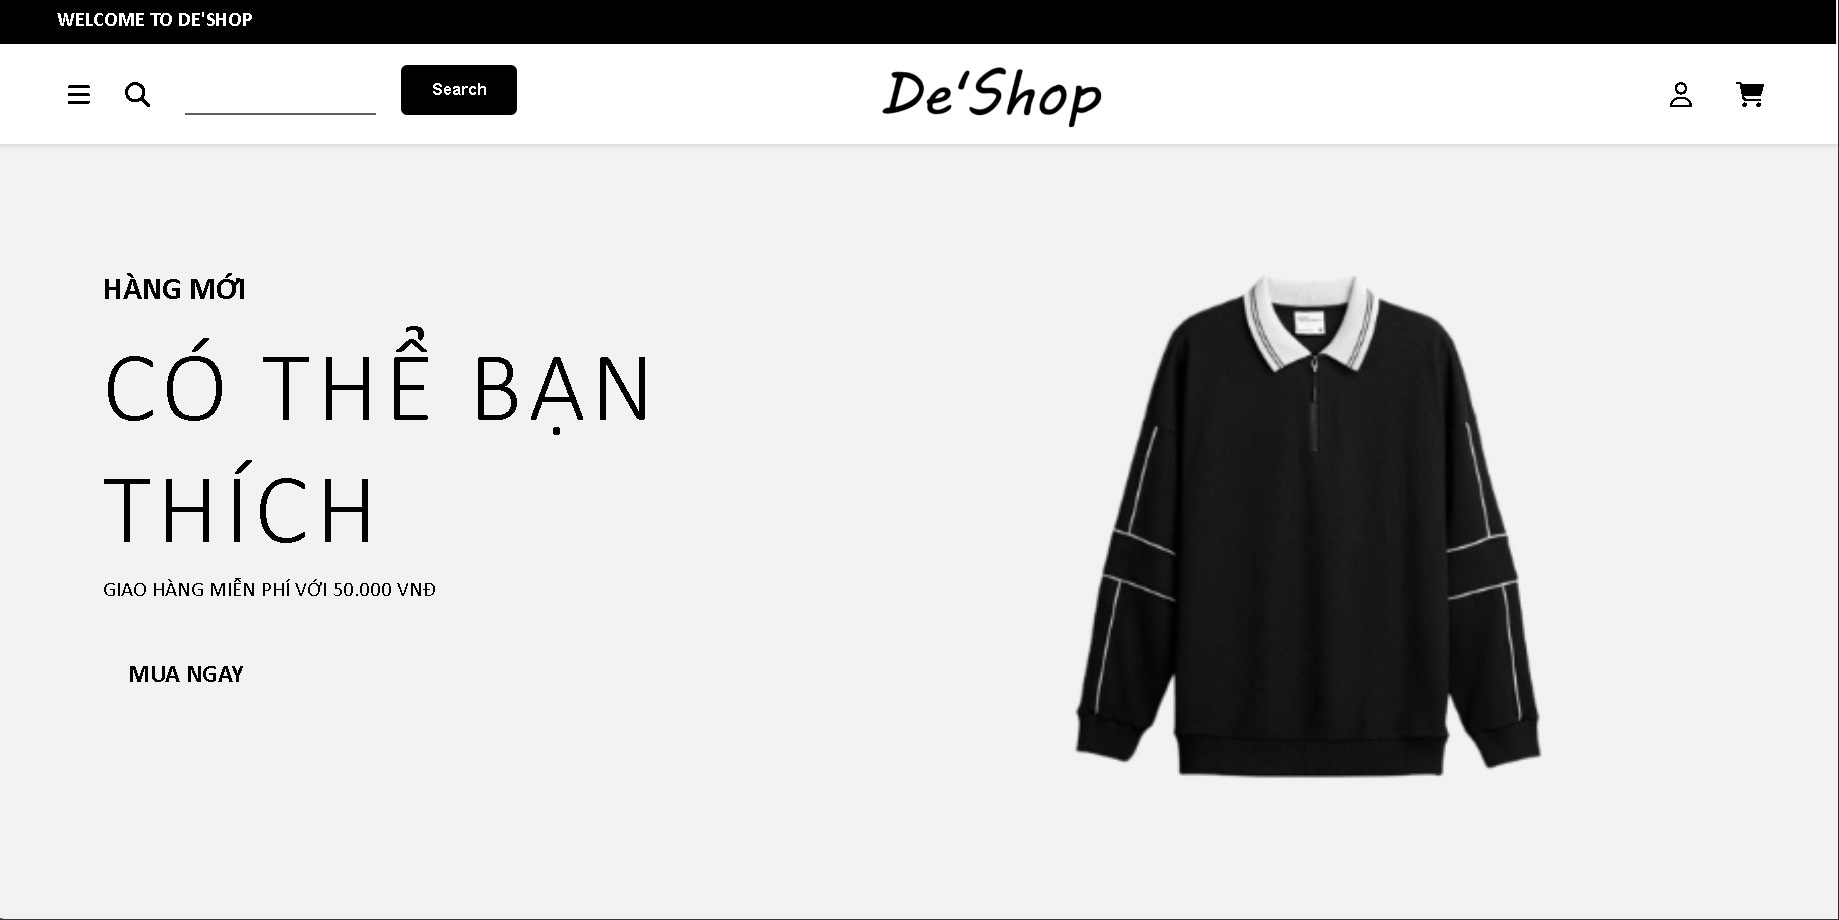 WELCOME TO DE'SHOP
Search
De'Shop
HÀNG MỚI
CÓ THỂ BẠN
THÍCH
GIAO HÀNG MIỄN PHÍ VỚI 50.000 VNĐ
MUA NGAY